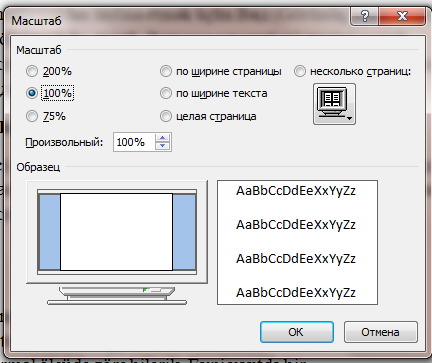 Масштаб
Масштаб
200% по ширине страницы несколько страниц:
100% по ширине текста
75% целая страница
Произвольный: 100%
Образец
AaBbCcDdEeXxYyZz
AaBbCcDdEeXxYyZz
AaBbCcDdEeXxYyZz
AaBbCcDdEeXxYyZz
ОК Отмена